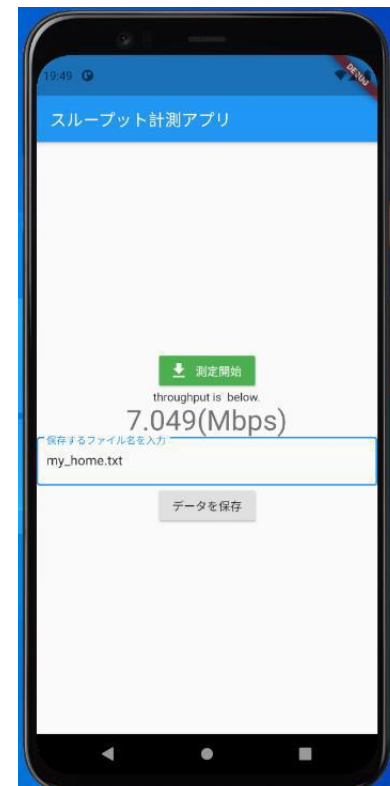 19:49
DEBUG
スループット計測アプリ
測定開始
throughput is below.
7.049(Mbps)
保存するファイル名を入力
my_home.txt
データを保存